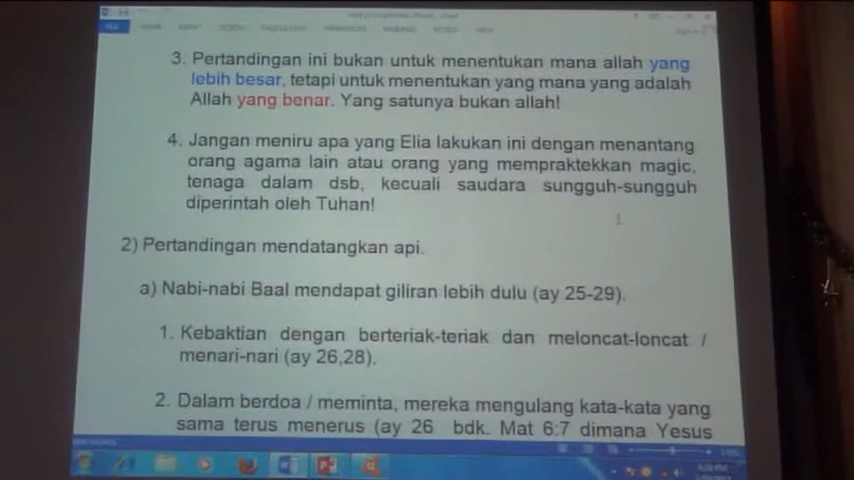 3. Pertandingan ini bukan untuk menentukan mana allah yang
lebih besar, tetapi untuk menentukan yang mana yang adalah
Allah yang benar. Yang satunya bukan allah!
4. Jangan meniru apa yang Elia lakukan ini dengan menantang
orang agama lain atau orang yang mempraktekkan magic,
tenaga dalam dsb, kecuali saudara sungguh-sungguh
diperintah oleh Tuhan!
2) Pertandingan mendatangkan api.
a) Nabi-nabi Baal mendapat giliran lebih dulu (ay 25-29).
1. Kebaktian dengan berteriak-teriak dan meloncat-loncat /
menari-nari (ay 26,28).
2. Dalam berdoa / meminta, mereka mengulang kata-kata yang
sama terus menerus (ay 26 bdk. Mat 6:7 dimana Yesus